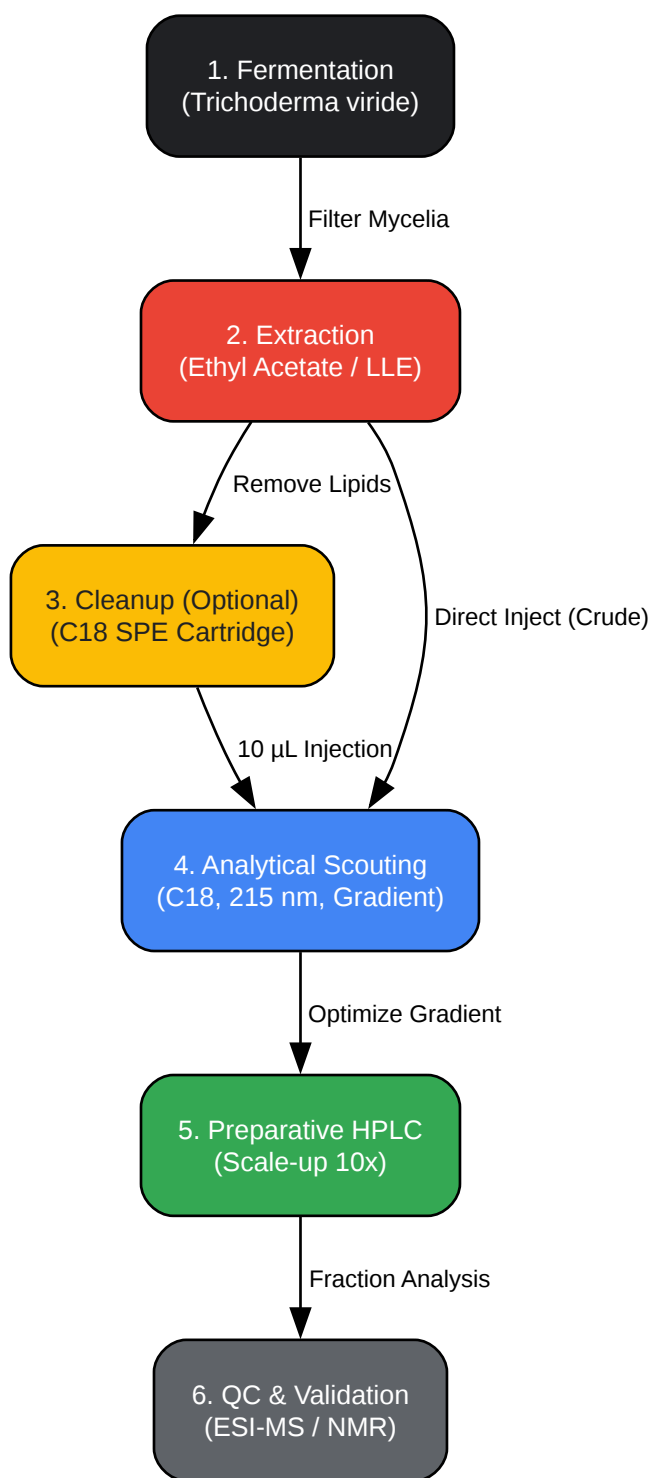 1. Fermentation
(Trichoderma viride)
Filter Mycelia
2. Extraction
(Ethyl Acetate / LLE)
Remove Lipids
3. Cleanup (Optional)
(C18 SPE Cartridge)
Direct Inject (Crude)
10 µL Injection
4. Analytical Scouting
(C18, 215 nm, Gradient)
Optimize Gradient
5. Preparative HPLC
(Scale-up 10x)
Fraction Analysis
6. QC & Validation
(ESI-MS / NMR)